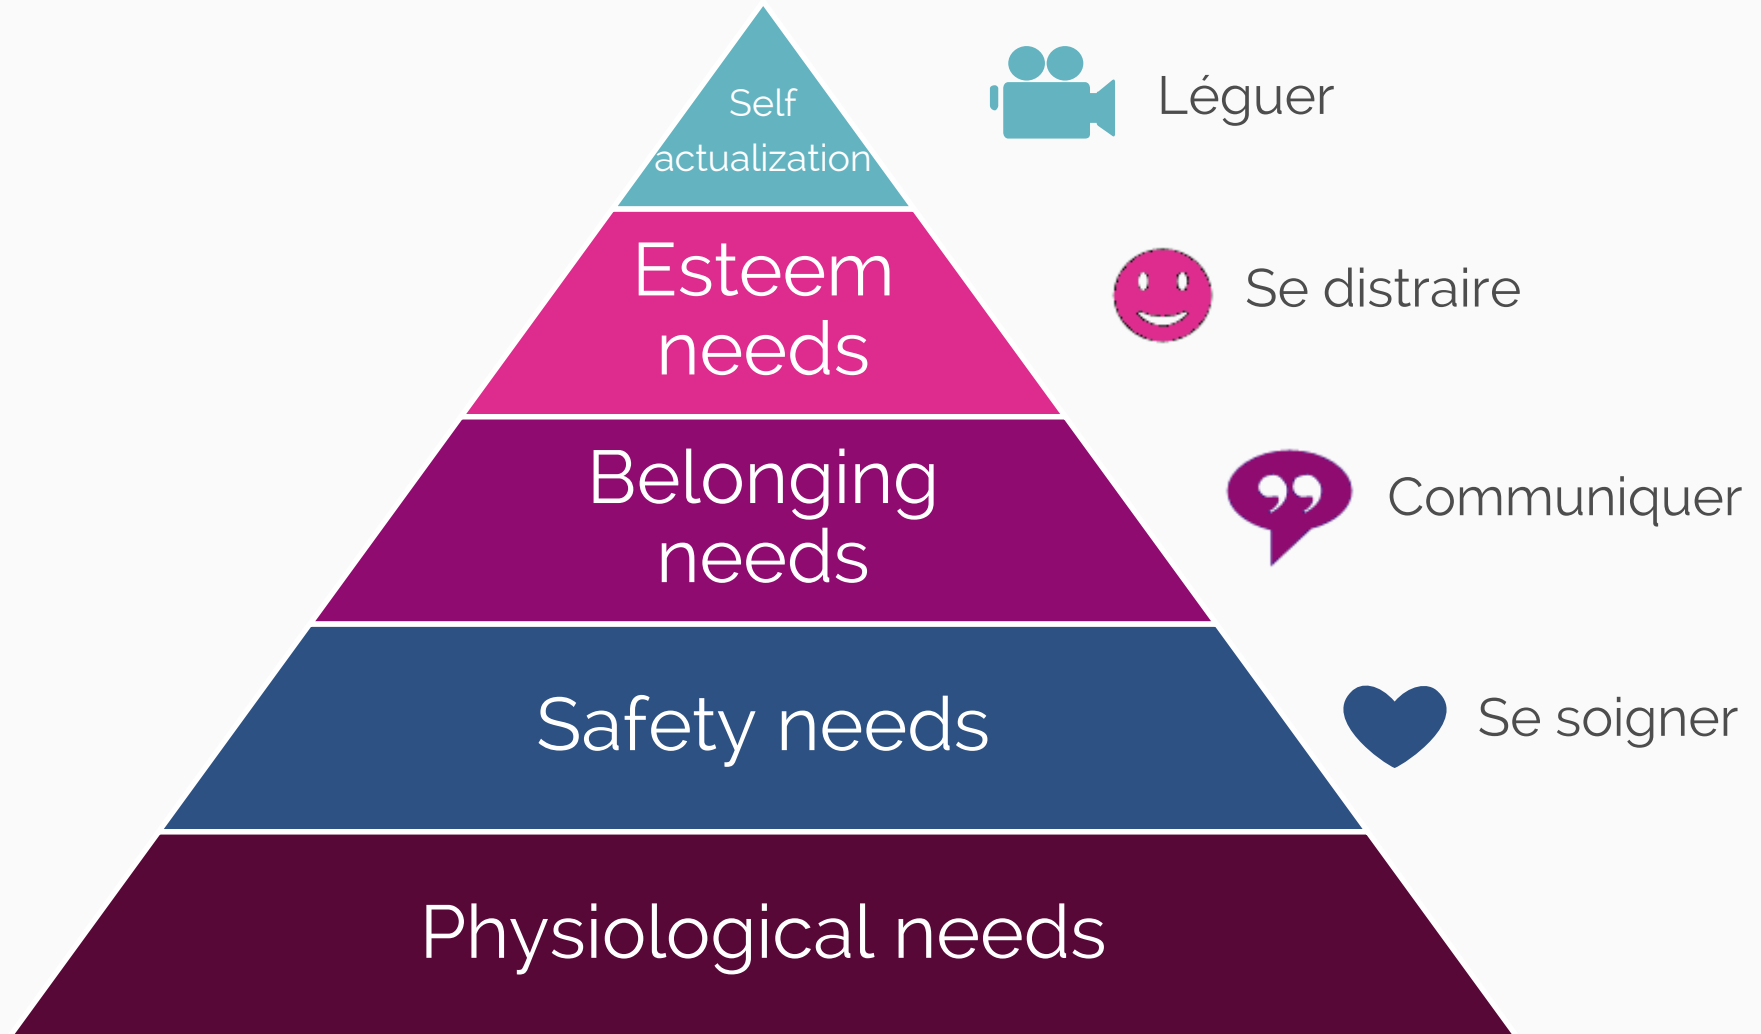 Self
actualization
Léguer
Esteem
needs
Se distraire
Belonging
needs
Communiquer
Safety needs
Se soigner
Physiological needs